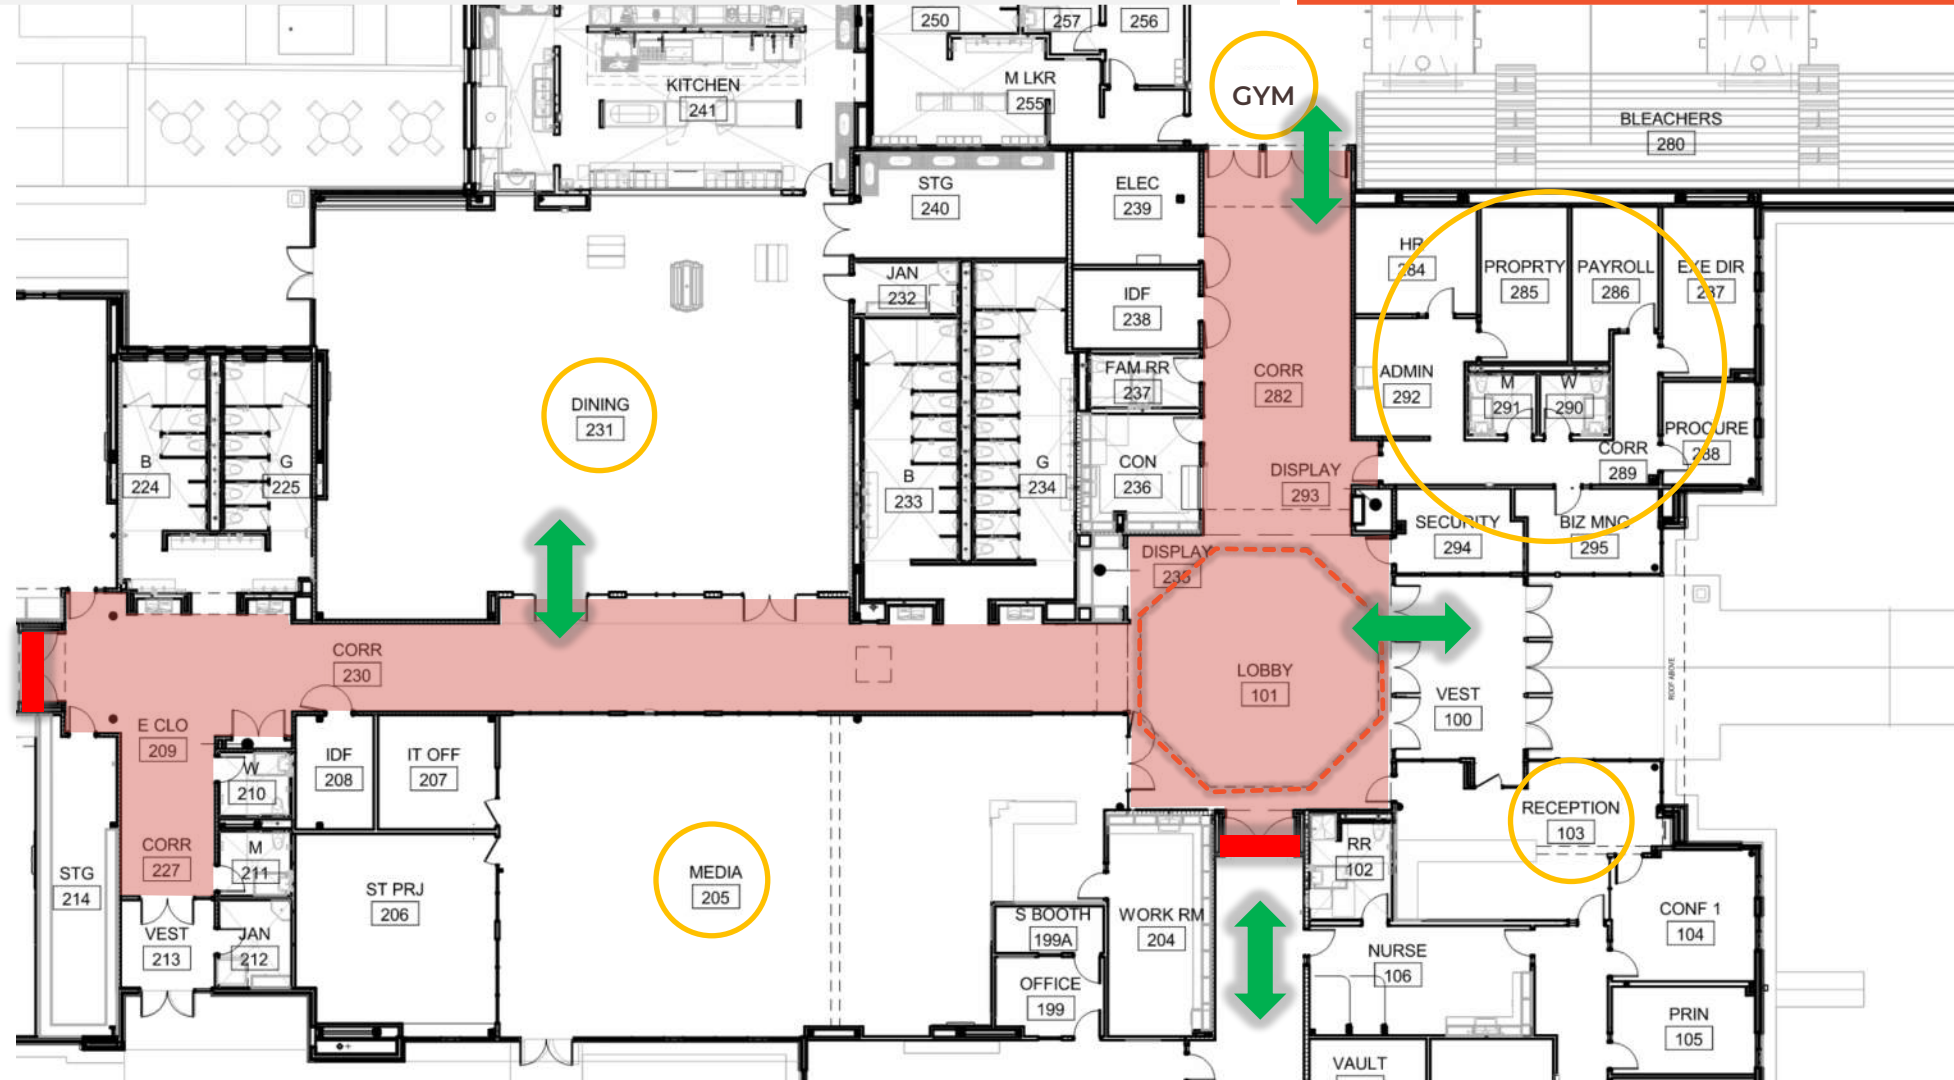 250
257
256
KITCHEN
241
M LKR
255
GYM
BLEACHERS
280
STG
240
ELEC
239
HR
284
PROPRTY
285
PAYROLL
286
EXE DIR
287
JAN
232
IDF
238
DINING
231
FAM RR
237
CORR
282
ADMIN
292
M
291
W
290
PROCURE
288
CORR
289
B
224
G
225
B
233
G
234
CON
236
DISPLAY
293
SECURITY
294
BIZ MNG
295
DISPLAY
235
CORR
230
LOBBY
101
VEST
100
ROOF ABOVE
E CLO
209
W
210
IDF
208
IT OFF
207
RECEPTION
103
CORR
227
M
211
STG
214
ST PRJ
206
MEDIA
205
RR
102
VEST
213
JAN
212
S BOOTH
199A
WORK RM
204
CONF 1
104
NURSE
106
OFFICE
199
PRIN
105
VAULT